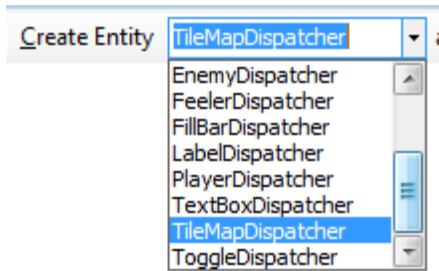 Create Entity TileMapDispatcher a
EnemyDispatcher
FeelerDispatcher
FillBarDispatcher
LabelDispatcher
PlayerDispatcher
TextBoxDispatcher
TileMapDispatcher
ToggleDispatcher